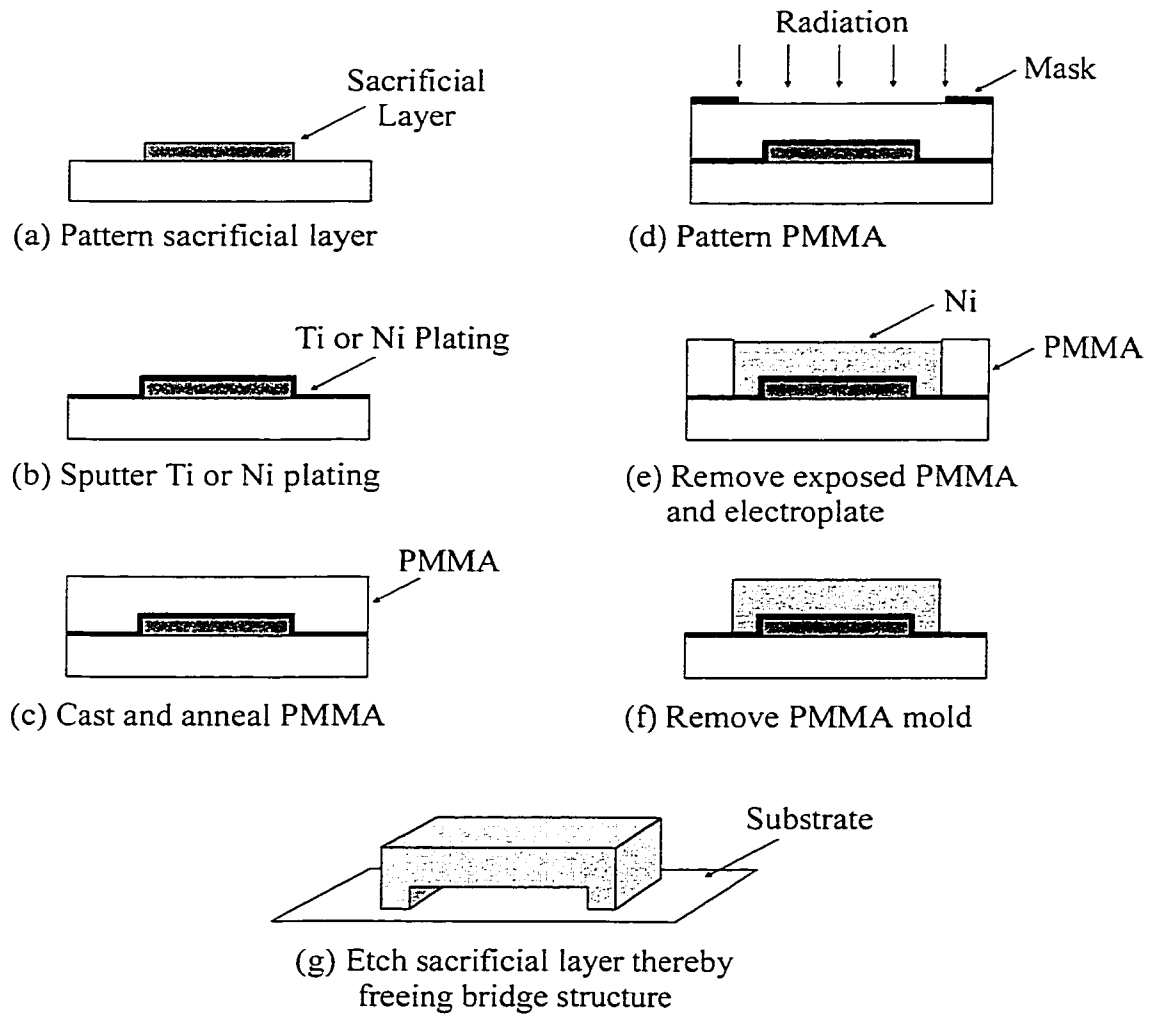 Sacrificial
Layer
(a) Pattern sacrificial layer
Ti or Ni Plating
(b) Sputter Ti or Ni plating
PMMA
(c) Cast and anneal PMMA
Radiation
Mask
(d) Pattern PMMA
Ni
PMMA
(e) Remove exposed PMMA
and electroplate
(f) Remove PMMA mold
Substrate
(g) Etch sacrificial layer thereby
freeing bridge structure